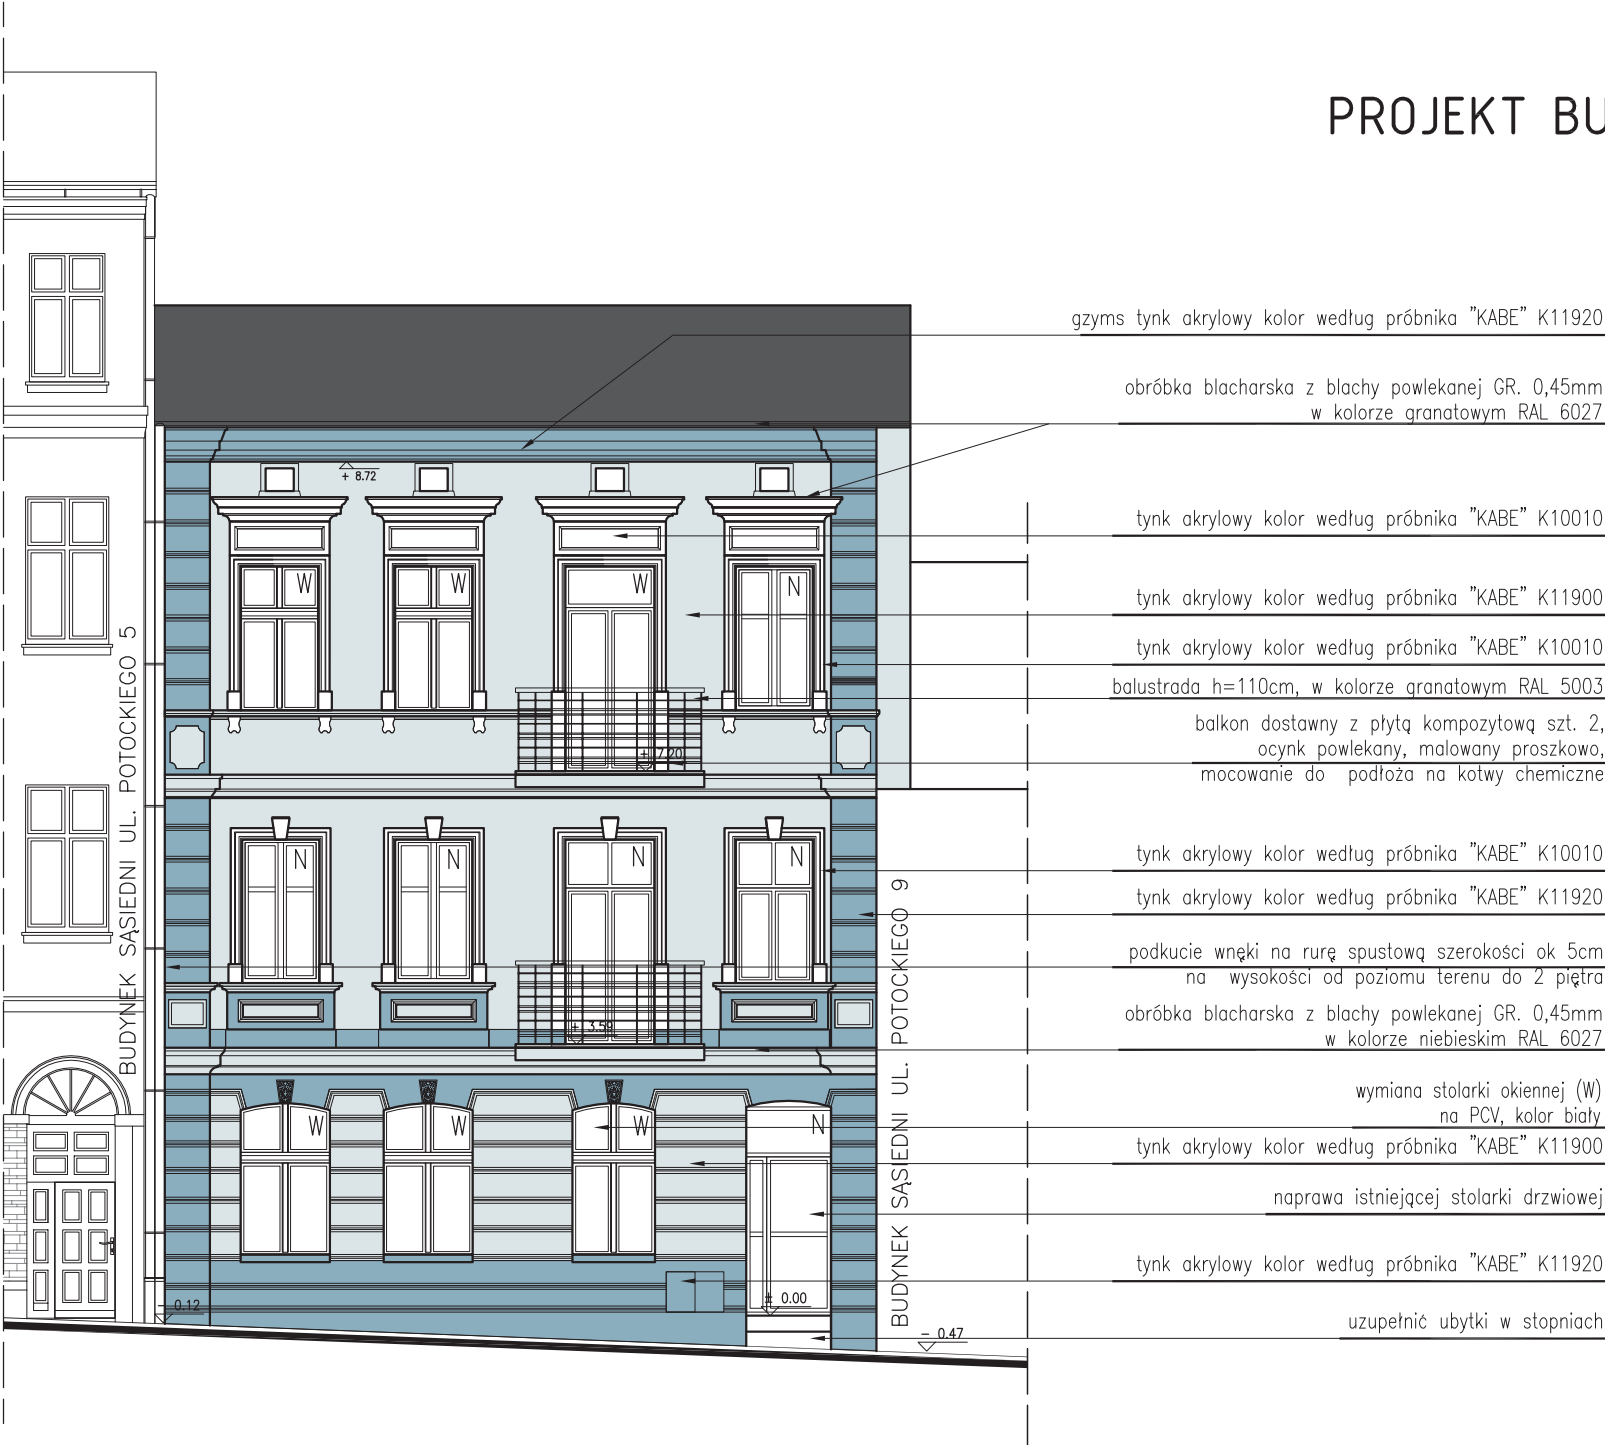 PROJEKT BU
gzyms tynk akrylowy kolor według próbnika "KABE" K11920
obróbka blacharska z blachy powlekanej GR. 0,45mm
w kolorze granatowym RAL 6027
+ 8.72
tynk akrylowy kolor według próbnika "KABE" K10010
W
W
W
N
tynk akrylowy kolor według próbnika "KABE" K11900
tynk akrylowy kolor według próbnika "KABE" K10010
balustrada h=110cm, w kolorze granatowym RAL 5003
balkon dostawny z płytą kompozytową szt. 2,
ocynk powlekany, malowany proszkowo,
mocowanie do podłoża na kotwy chemiczne
+ 7.20
BUDYNEK SĄSIEDNI UL. POTOCKIEGO 5
N
N
N
N
tynk akrylowy kolor według próbnika "KABE" K10010
tynk akrylowy kolor według próbnika "KABE" K11920
podkucie wnęki na rurę spustową szerokości ok 5cm
na wysokości od poziomu terenu do 2 piętra
obróbka blacharska z blachy powlekanej GR. 0,45mm
w kolorze niebieskim RAL 6027
+ 3.59
BUDYNEK SĄSIEDNI UL. POTOCKIEGO 9
wymiana stolarki okiennej (W)
na PCV, kolor biały
W
W
W
N
tynk akrylowy kolor według próbnika "KABE" K11900
naprawa istniejącej stolarki drzwiowej
tynk akrylowy kolor według próbnika "KABE" K11920
- 0.12
± 0.00
uzupełnić ubytki w stopniach
- 0.47